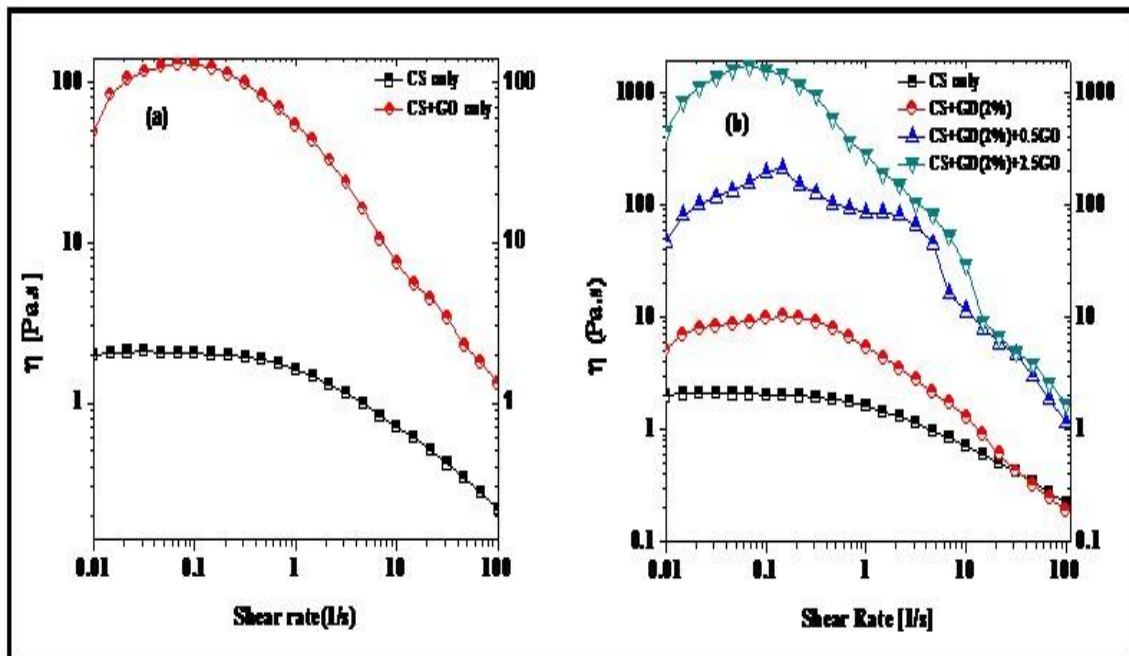 (a)
CS only
CS+GO only
100
10
1
100
10
1
η [Pa.s]
0.01 0.1 1 10 100
Shear rate(1/s)
(b)
CS only
CS+GD(2%)
CS+GD(2%)+0.5GO
CS+GD(2%)+2.5GO
1000
100
10
1
0.1
1000
100
10
1
0.1
η (Pa.s)
0.01 0.1 1 10 100
Shear Rate [1/s]